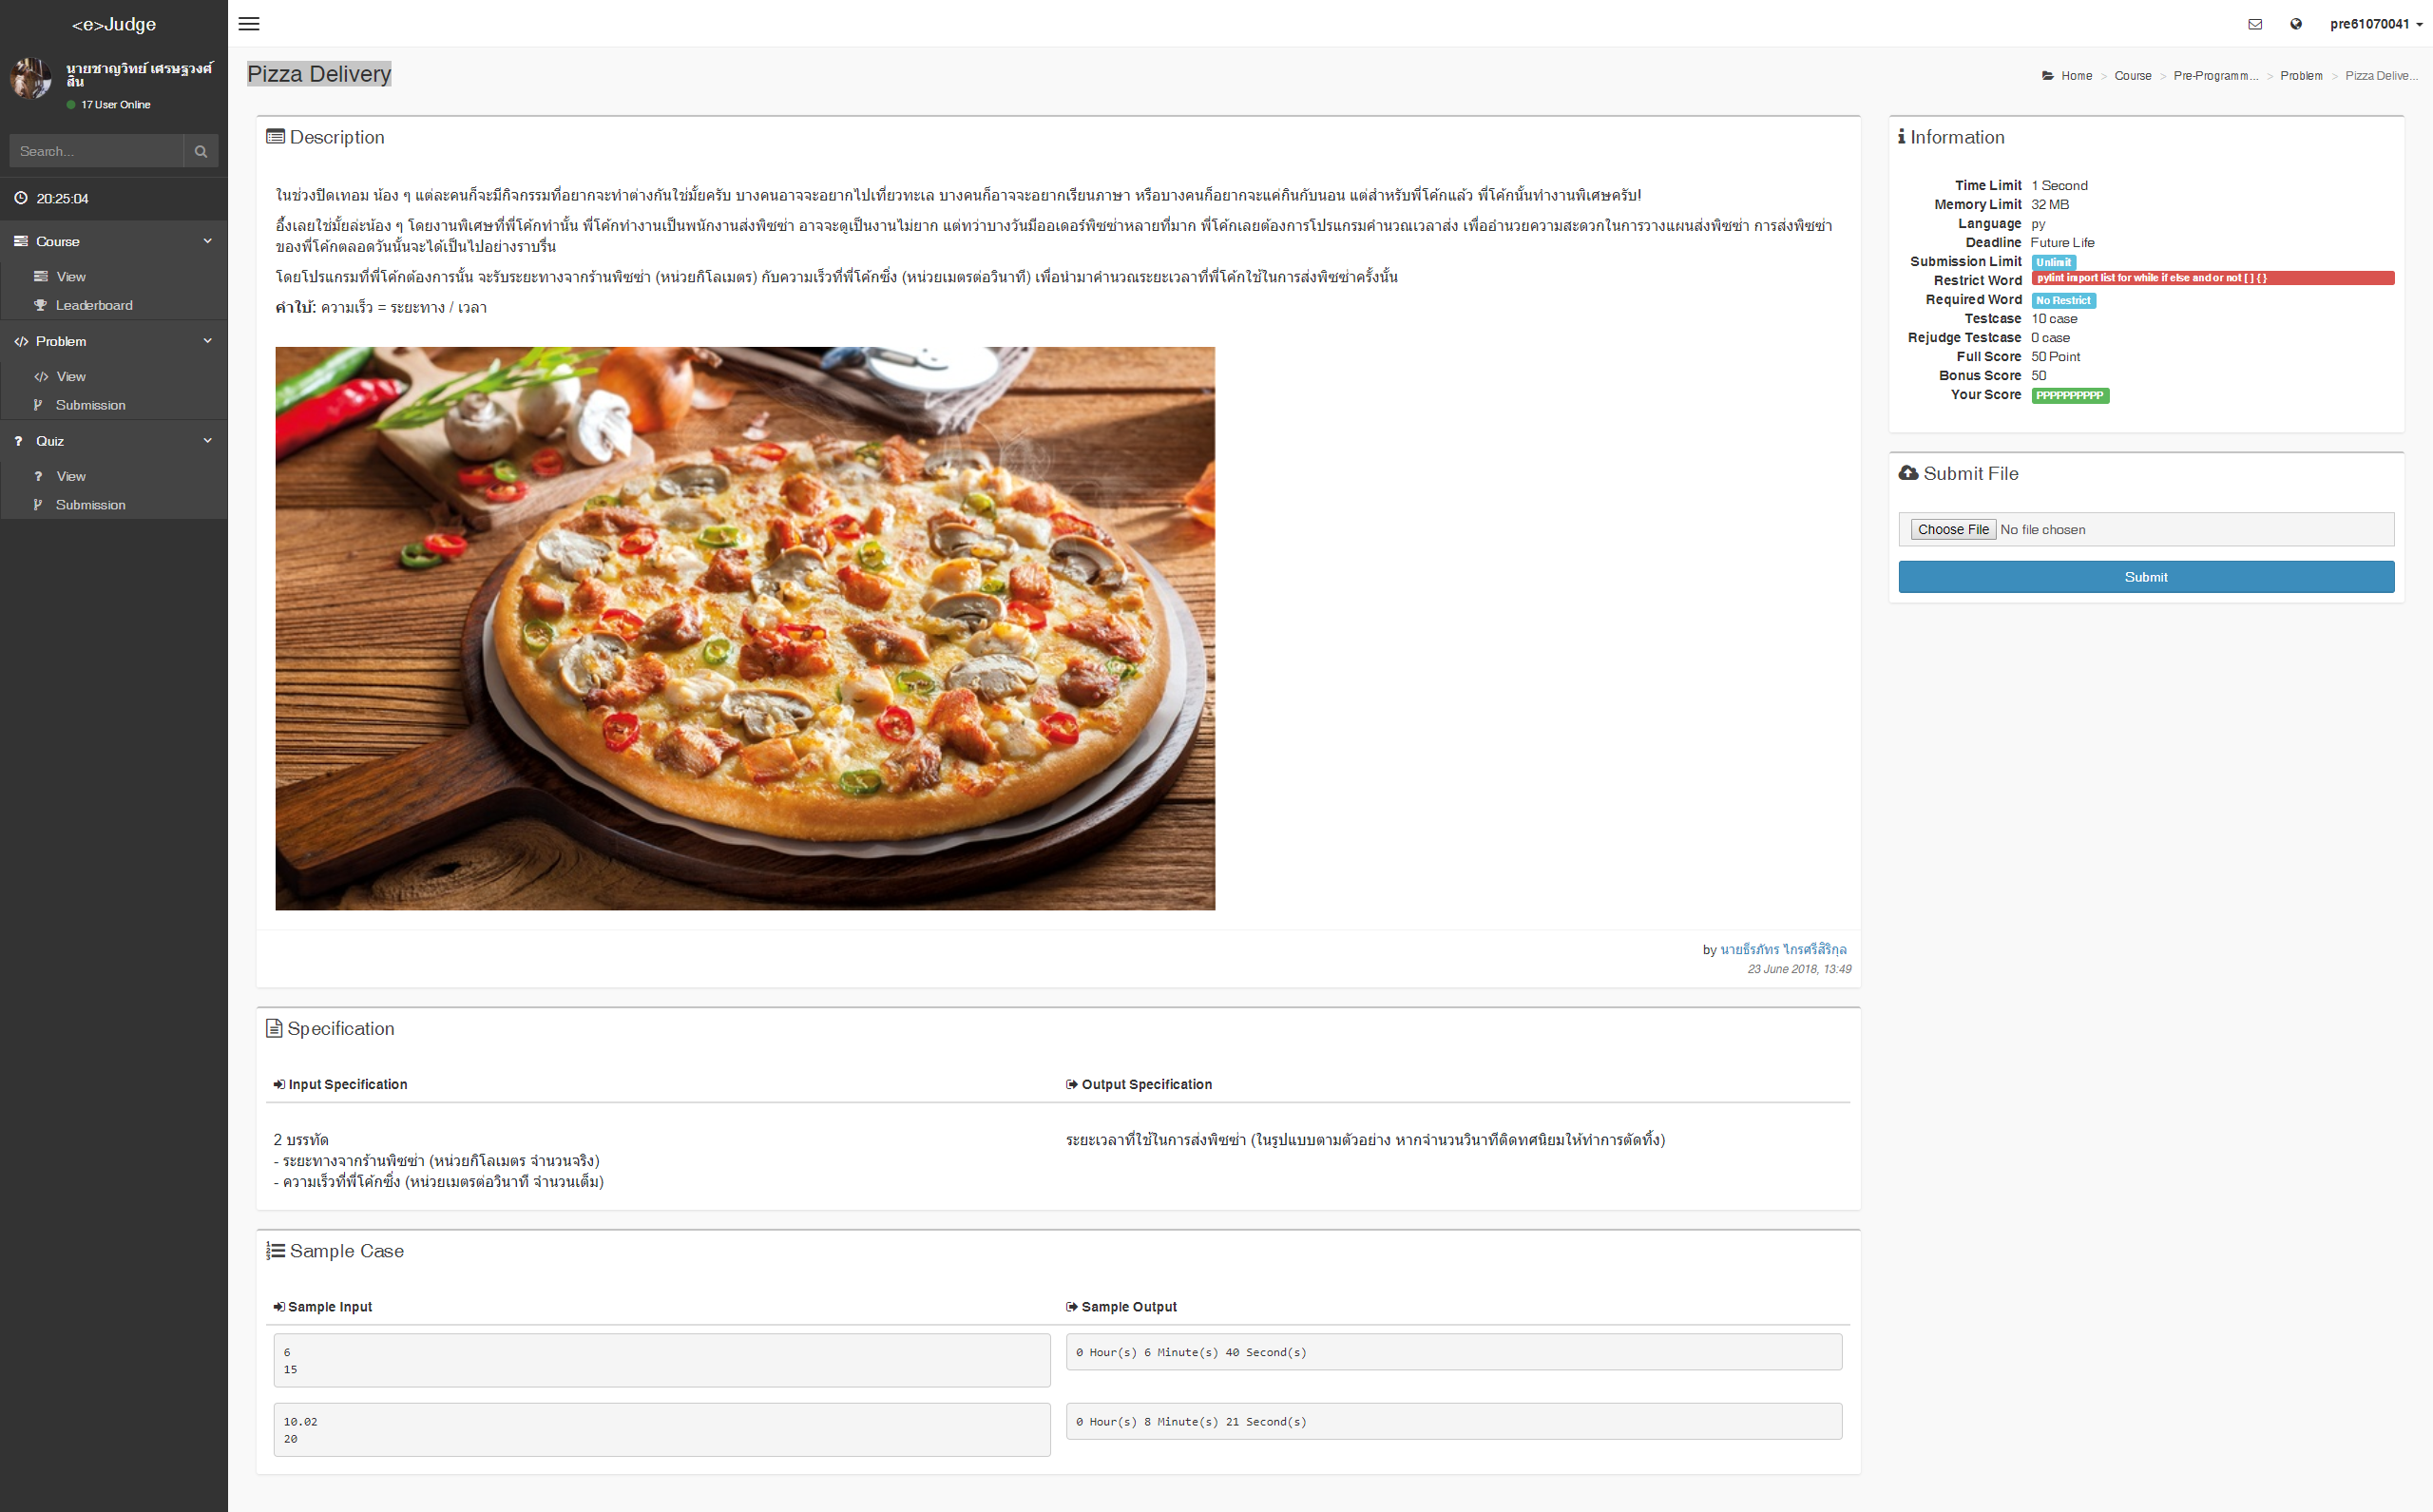 <e>Judge
pre61070041
นายชาญวิทย์ เศรษฐวงศ์
สิน
17 User Online
Search...
20:25:04
Course
View
Leaderboard
Problem
View
Submission
Quiz
View
Submission
Pizza Delivery
Home > Course > Pre-Programm... > Problem > Pizza Delive...
Description
ในช่วงปิดเทอม น้อง ๆ แต่ละคนก็จะมีกิจกรรมที่อยากจะทำต่างกันใช่มั้ยครับ บางคนอาจจะอยากไปเที่ยวทะเล บางคนก็อาจจะอยากเรียนภาษา หรือบางคนก็อยากจะแค่กินกับนอน แต่สำหรับพี่โค้กแล้ว พี่โค้กนั้นทำงานพิเศษครับ!
อึ้งเลยใช่มั้ยล่ะน้อง ๆ โดยงานพิเศษที่พี่โค้กทำนั้น พี่โค้กทำงานเป็นพนักงานส่งพิซซ่า อาจจะดูเป็นงานไม่ยาก แต่ทว่าบางวันมีออเดอร์พิซซ่าหลายที่มาก พี่โค้กเลยต้องการโปรแกรมคำนวณเวลาส่ง เพื่ออำนวยความสะดวกในการวางแผนส่งพิซซ่า การส่งพิซซ่า
ของพี่โค้กตลอดวันนั้นจะได้เป็นไปอย่างราบรื่น
โดยโปรแกรมที่พี่โค้กต้องการนั้น จะรับระยะทางจากร้านพิซซ่า (หน่วยกิโลเมตร) กับความเร็วที่พี่โค้กซิ่ง (หน่วยเมตรต่อวินาที) เพื่อนำมาคำนวณระยะเวลาที่พี่โค้กใช้ในการส่งพิซซ่าครั้งนั้น
คำใบ้: ความเร็ว = ระยะทาง / เวลา
by นายธีรภัทร ไกรศรีสิริกุล
23 June 2018, 13:49
Specification
Input Specification
2 บรรทัด
- ระยะทางจากร้านพิซซ่า (หน่วยกิโลเมตร จำนวนจริง)
- ความเร็วที่พี่โค้กซิ่ง (หน่วยเมตรต่อวินาที จำนวนเต็ม)
Output Specification
ระยะเวลาที่ใช้ในการส่งพิซซ่า (ในรูปแบบตามตัวอย่าง หากจำนวนวินาทีติดทศนิยมให้ทำการตัดทิ้ง)
Sample Case
Sample Input
Sample Output
6
15
0 Hour(s) 6 Minute(s) 40 Second(s)
10.02
20
0 Hour(s) 8 Minute(s) 21 Second(s)
Information
Time Limit 1 Second
Memory Limit 32 MB
Language py
Deadline Future Life
Submission Limit Unlimit
Restrict Word pylint import list for while if else and or not [ ] { }
Required Word No Restrict
Testcase 10 case
Rejudge Testcase 0 case
Full Score 50 Point
Bonus Score 50
Your Score PPPPPPPPPP
Submit File
Choose File No file chosen
Submit